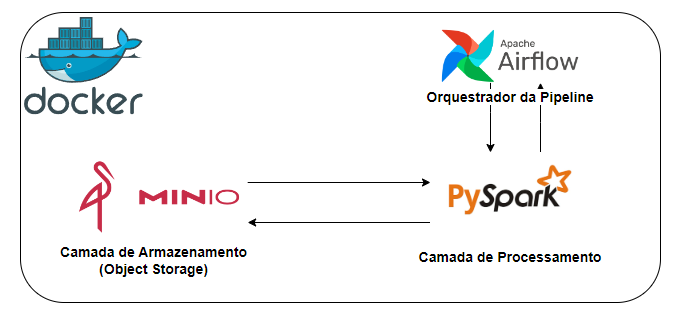 docker
Apache
Airflow
Orquestrador da Pipeline
MINIO
PySpark
Camada de Armazenamento
(Object Storage)
Camada de Processamento